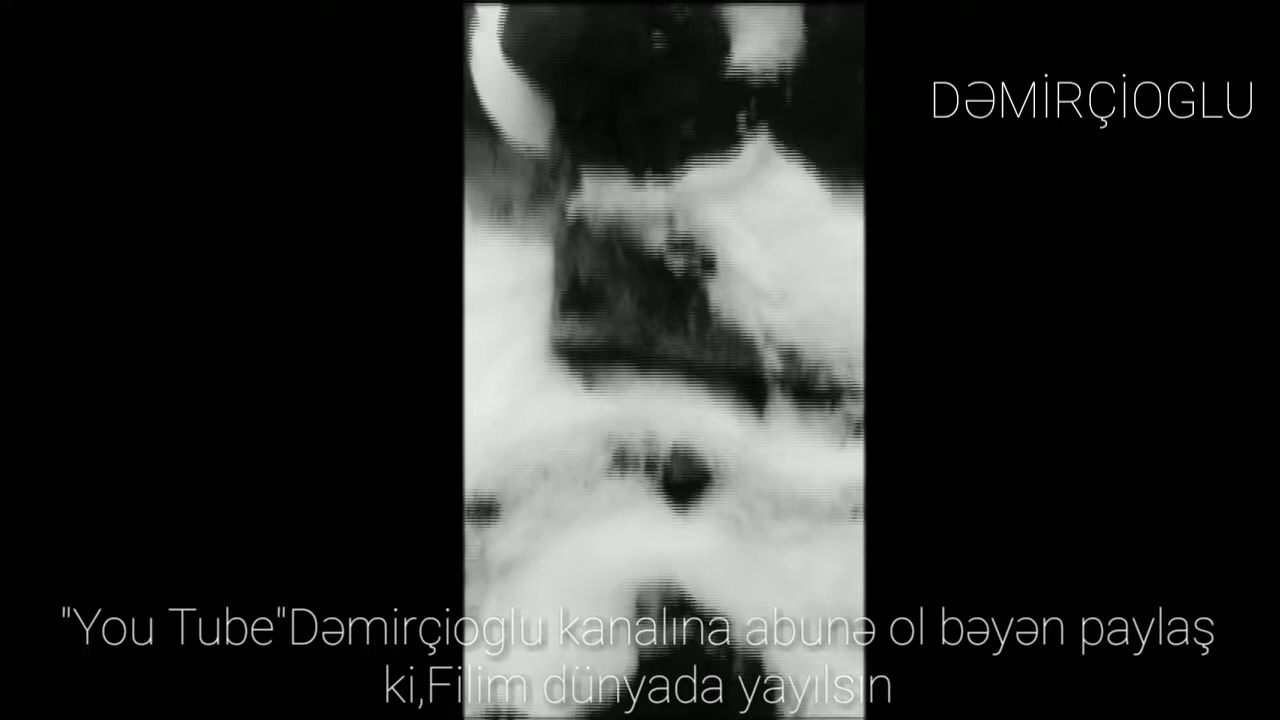 DƏMİRÇİOGLU
"You Tube"Dəmirçioglu kanalına abunə ol bəyən paylaş
ki,Filim dünyada yayılsın